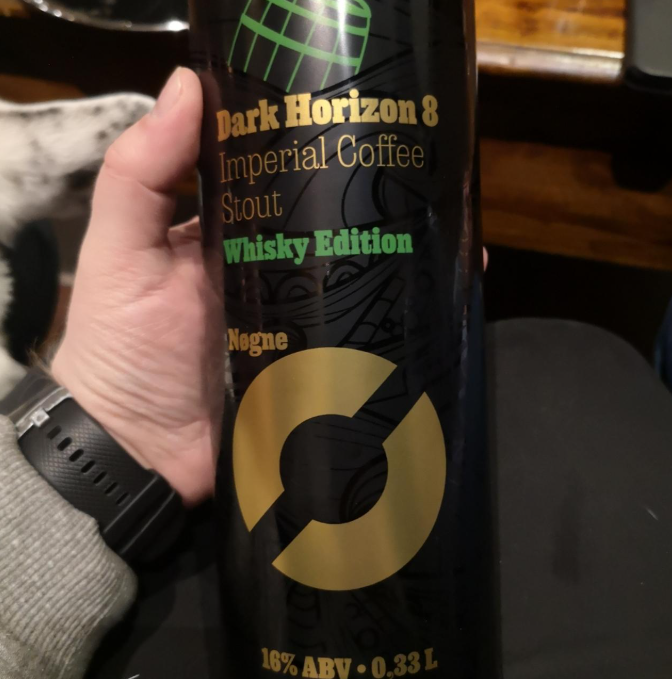 Dark Horizon 8
Imperial Coffee
Stout
Whisky Edition
Nøgne
Ø
16% ABV • 0,33 L